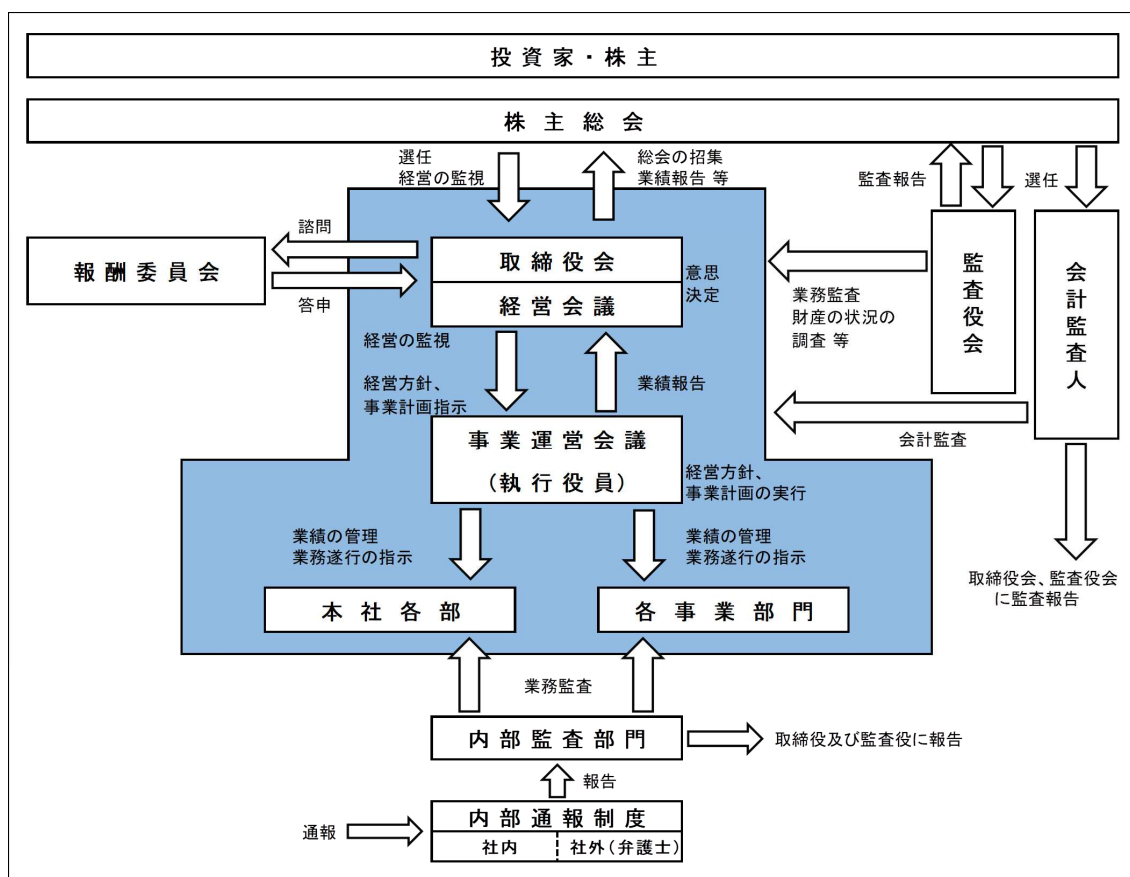 投資家・株主
株主総会
選任
経営の監視
総会の招集
業績報告 等
監査報告
選任
諮問
報酬委員会
答申
取締役会
経営会議
意思
決定
業務監査
財産の状況の
調査 等
監査役会
会計監査人
経営の監視
経営方針、
事業計画指示
業績報告
会計監査
事業運営会議
(執行役員)
経営方針、
事業計画の実行
業績の管理
業務遂行の指示
業績の管理
業務遂行の指示
取締役会、監査役会
に監査報告
本社各部
各事業部門
業務監査
内部監査部門
取締役及び監査役に報告
報告
通報
内部通報制度
社内
社外(弁護士)